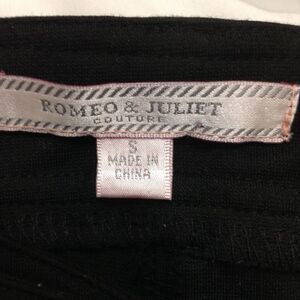 ROMEO & JULIET
COUTURE
S
MADE IN
CHINA